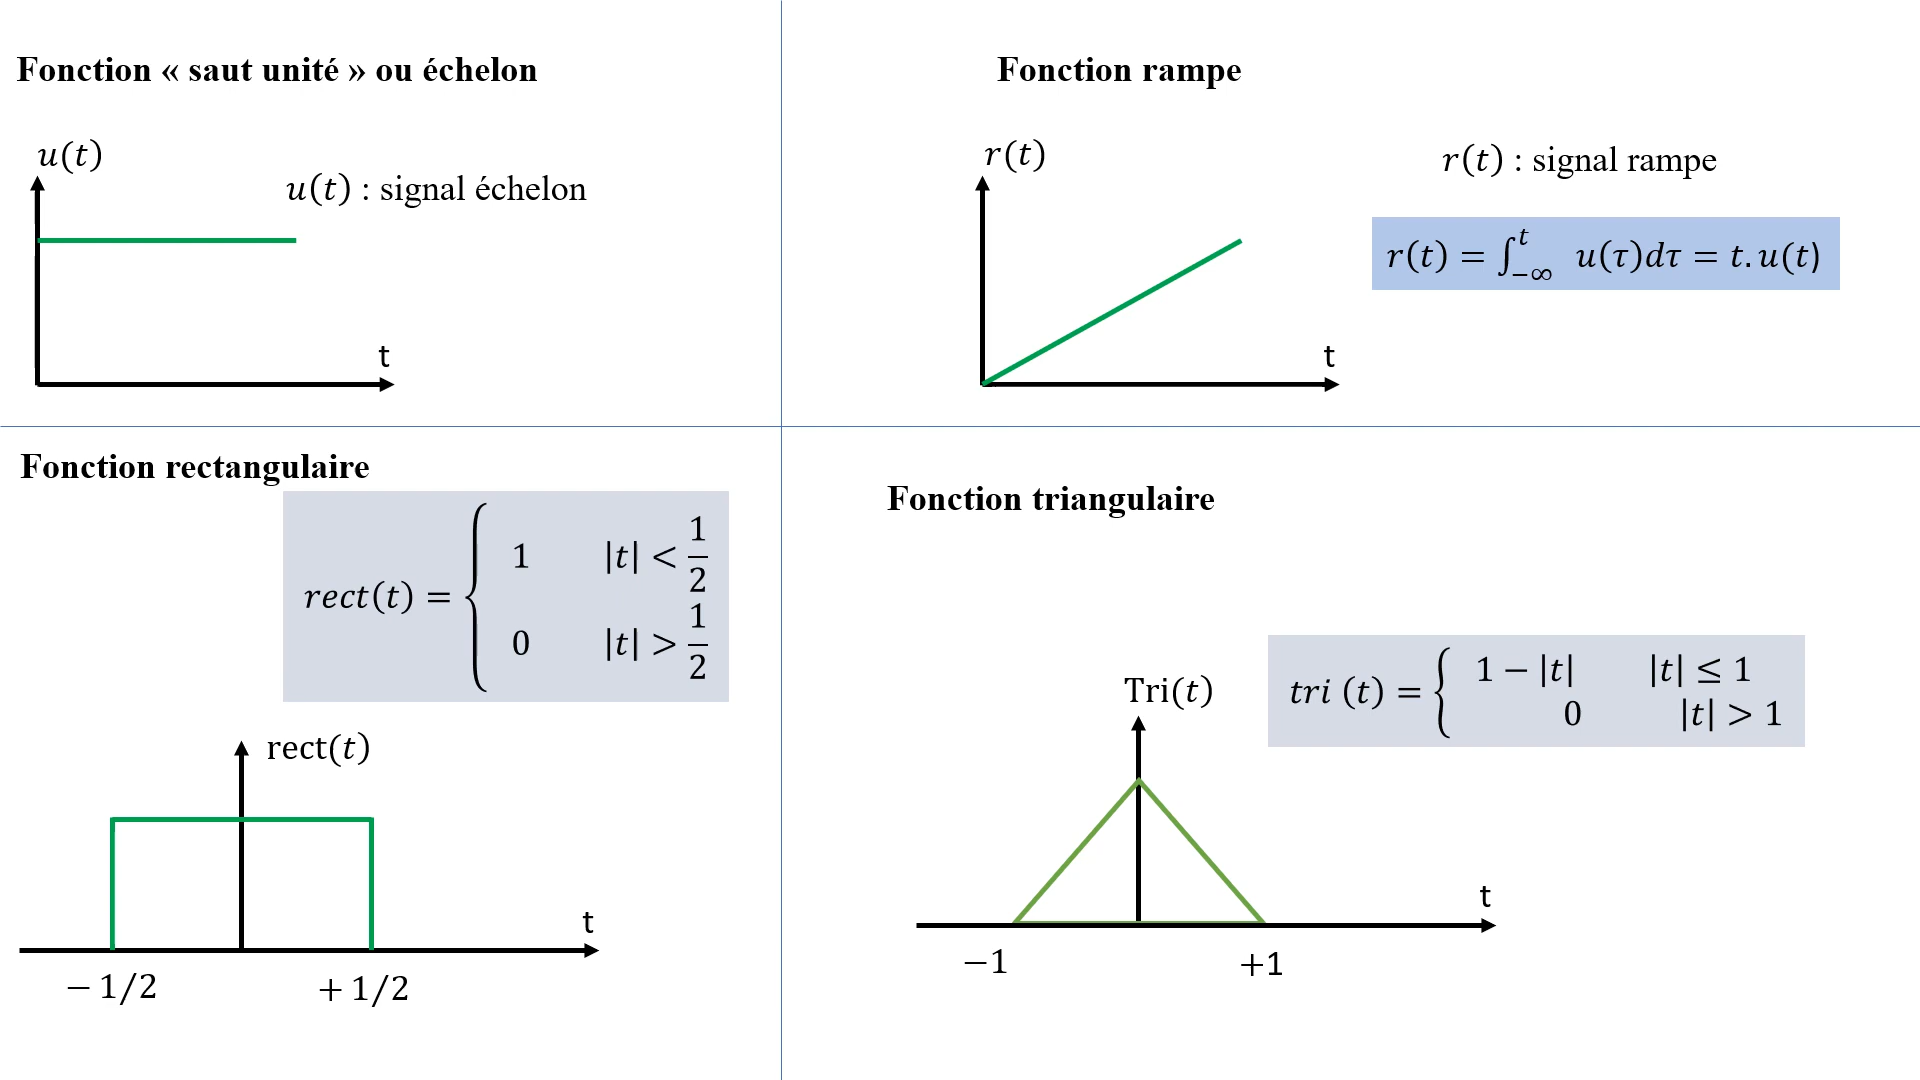 Fonction « saut unité » ou échelon
u(t)
u(t) : signal échelon
t
Fonction rampe
r(t)
r(t) : signal rampe
r(t) = ∫_{-∞}^{t} u(τ)dτ = t. u(t)
t
Fonction rectangulaire
rect(t) = { 1 |t| < 1/2
0 |t| > 1/2
rect(t)
t
− 1/2 + 1/2
Fonction triangulaire
tri (t) = { 1 − |t| |t| ≤ 1
0 |t| > 1
Tri(t)
t
−1 +1